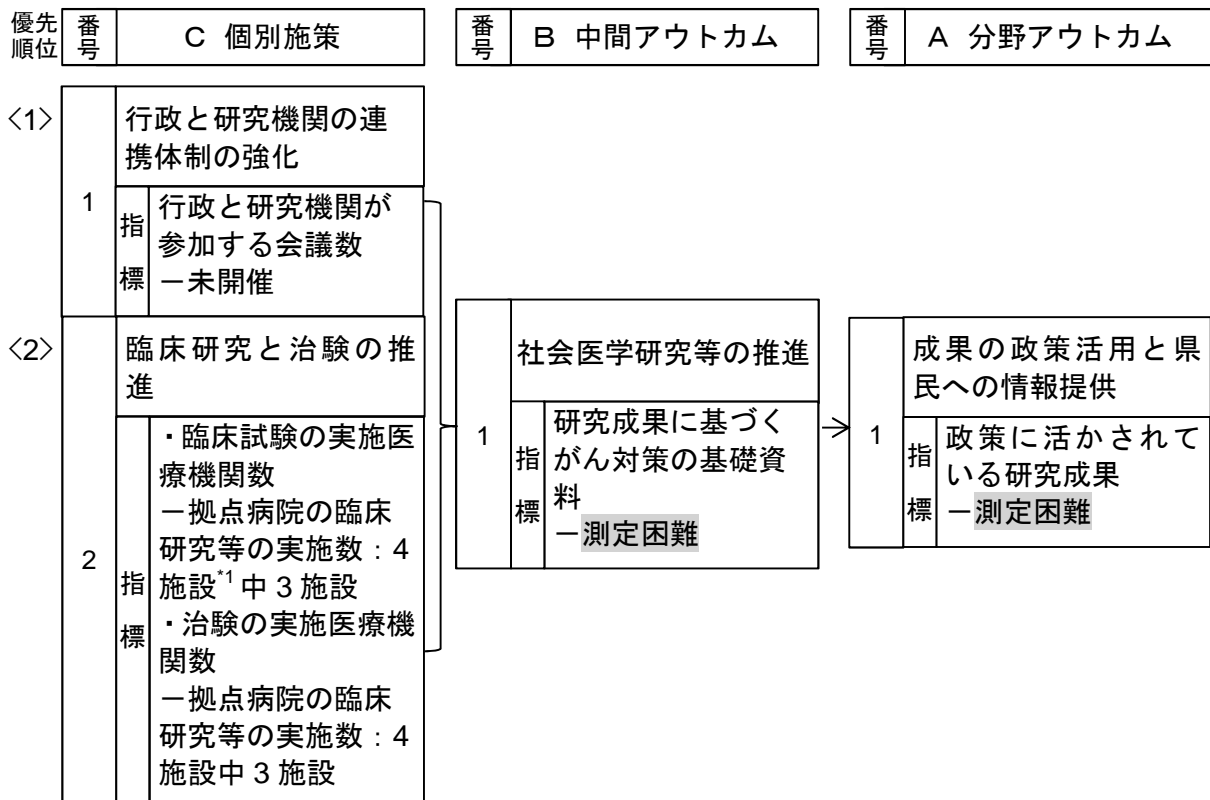 優先順位
番号
C 個別施策
番号
B 中間アウトカム
番号
A 分野アウトカム
<1>
1
行政と研究機関の連
携体制の強化
指標
行政と研究機関が
参加する会議数
－未開催
<2>
2
臨床研究と治験の推
進
指標
・臨床試験の実施医
療機関数
－拠点病院の臨床
研究等の実施数：4
施設*1中3施設
・治験の実施医療機
関数
－拠点病院の臨床
研究等の実施数：4
施設中3施設
1
社会医学研究等の推進
指標
研究成果に基づく
がん対策の基礎資
料
－測定困難
1
成果の政策活用と県
民への情報提供
指標
政策に活かされて
いる研究成果
－測定困難